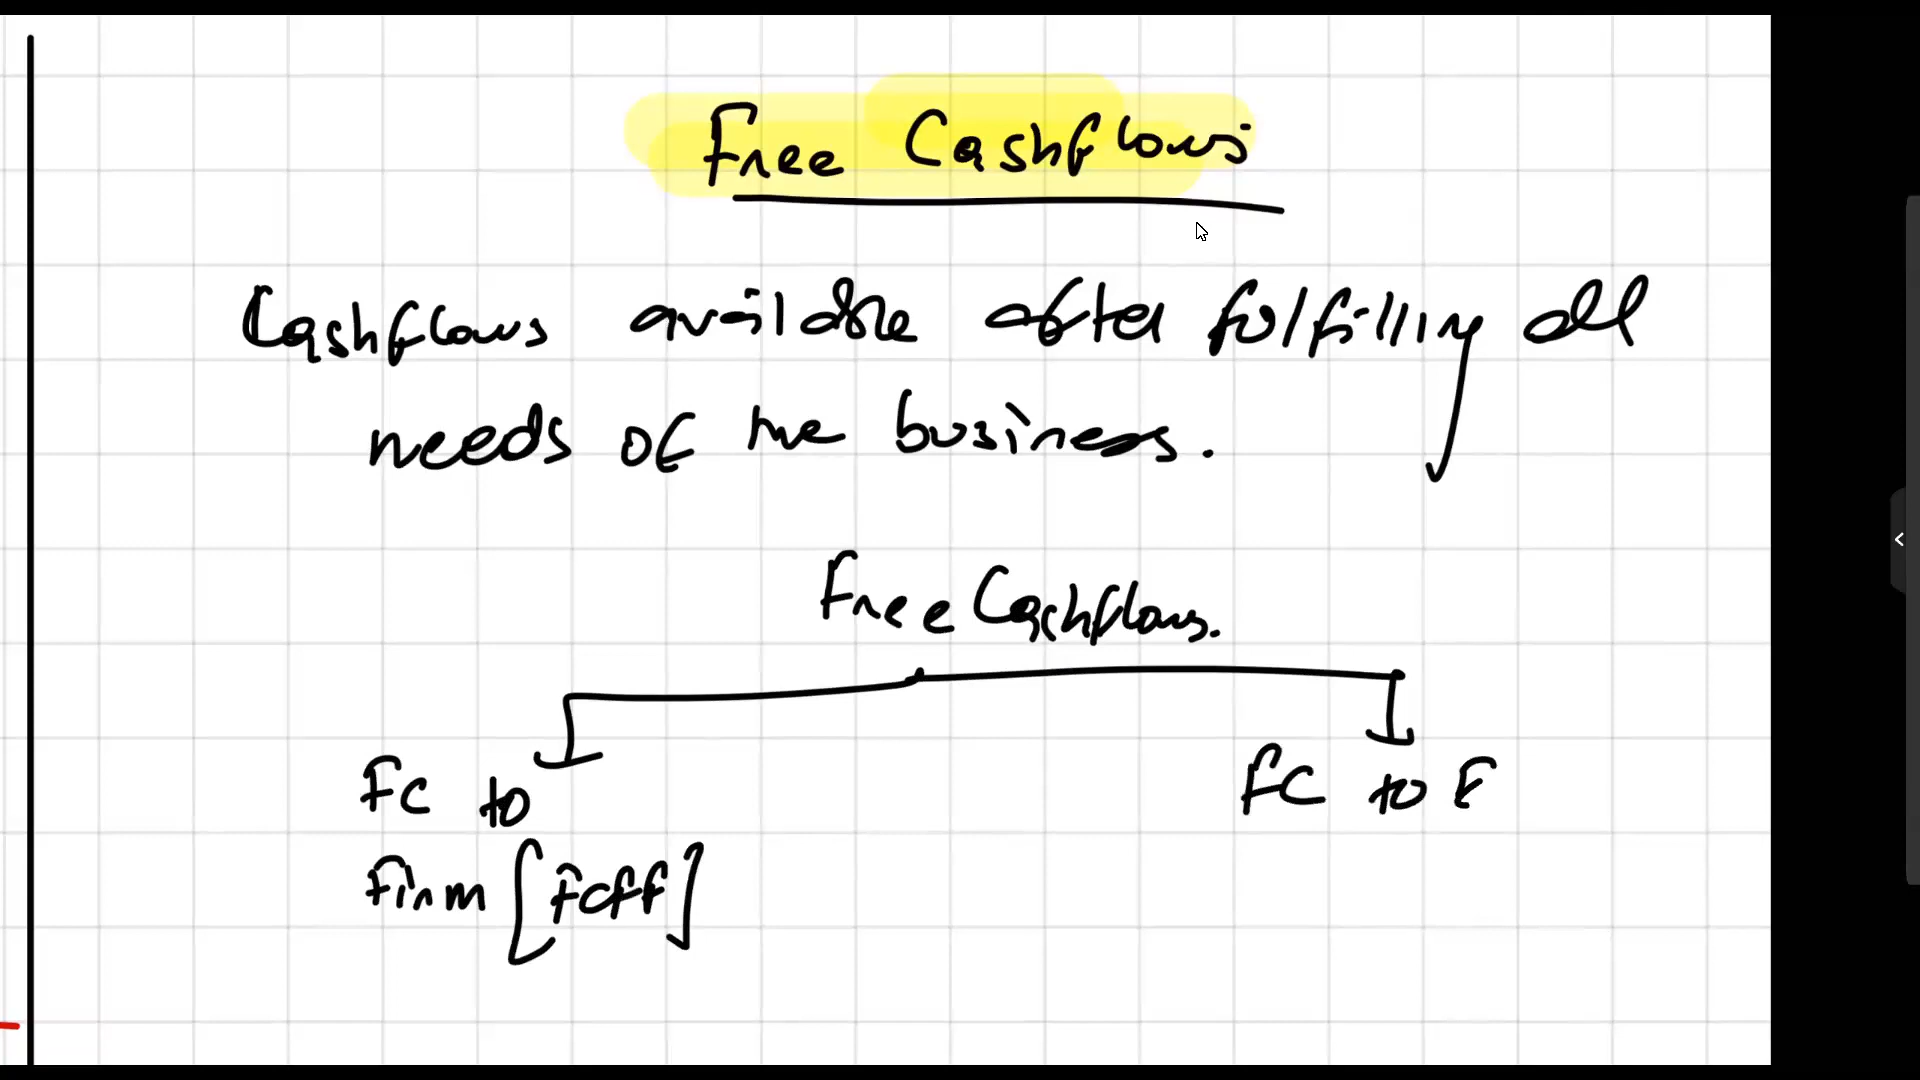 Free Cashflows
Cashflows available after fulfilling all
needs of the business.
Free Cashflows.
FC to
Firm [FCFF]
FC to E